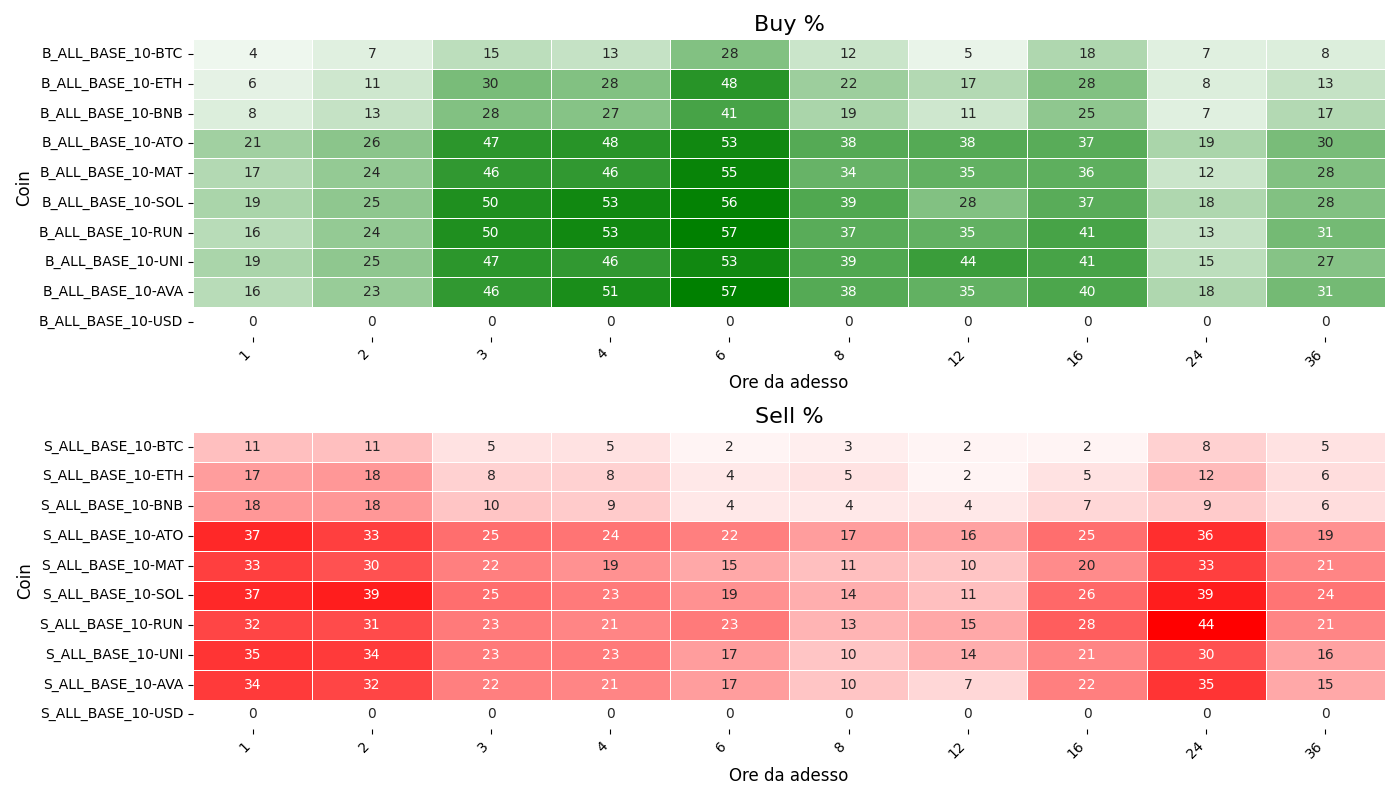 Buy %
Coin
B_ALL_BASE_10-BTC 4 7 15 13 28 12 5 18 7 8
B_ALL_BASE_10-ETH 6 11 30 28 48 22 17 28 8 13
B_ALL_BASE_10-BNB 8 13 28 27 41 19 11 25 7 17
B_ALL_BASE_10-ATO 21 26 47 48 53 38 38 37 19 30
B_ALL_BASE_10-MAT 17 24 46 46 55 34 35 36 12 28
B_ALL_BASE_10-SOL 19 25 50 53 56 39 28 37 18 28
B_ALL_BASE_10-RUN 16 24 50 53 57 37 35 41 13 31
B_ALL_BASE_10-UNI 19 25 47 46 53 39 44 41 15 27
B_ALL_BASE_10-AVA 16 23 46 51 57 38 35 40 18 31
B_ALL_BASE_10-USD 0 0 0 0 0 0 0 0 0 0
1 2 3 4 6 8 12 16 24 36
Ore da adesso
Sell %
Coin
S_ALL_BASE_10-BTC 11 11 5 5 2 3 2 2 8 5
S_ALL_BASE_10-ETH 17 18 8 8 4 5 2 5 12 6
S_ALL_BASE_10-BNB 18 18 10 9 4 4 4 7 9 6
S_ALL_BASE_10-ATO 37 33 25 24 22 17 16 25 36 19
S_ALL_BASE_10-MAT 33 30 22 19 15 11 10 20 33 21
S_ALL_BASE_10-SOL 37 39 25 23 19 14 11 26 39 24
S_ALL_BASE_10-RUN 32 31 23 21 23 13 15 28 44 21
S_ALL_BASE_10-UNI 35 34 23 23 17 10 14 21 30 16
S_ALL_BASE_10-AVA 34 32 22 21 17 10 7 22 35 15
S_ALL_BASE_10-USD 0 0 0 0 0 0 0 0 0 0
1 2 3 4 6 8 12 16 24 36
Ore da adesso